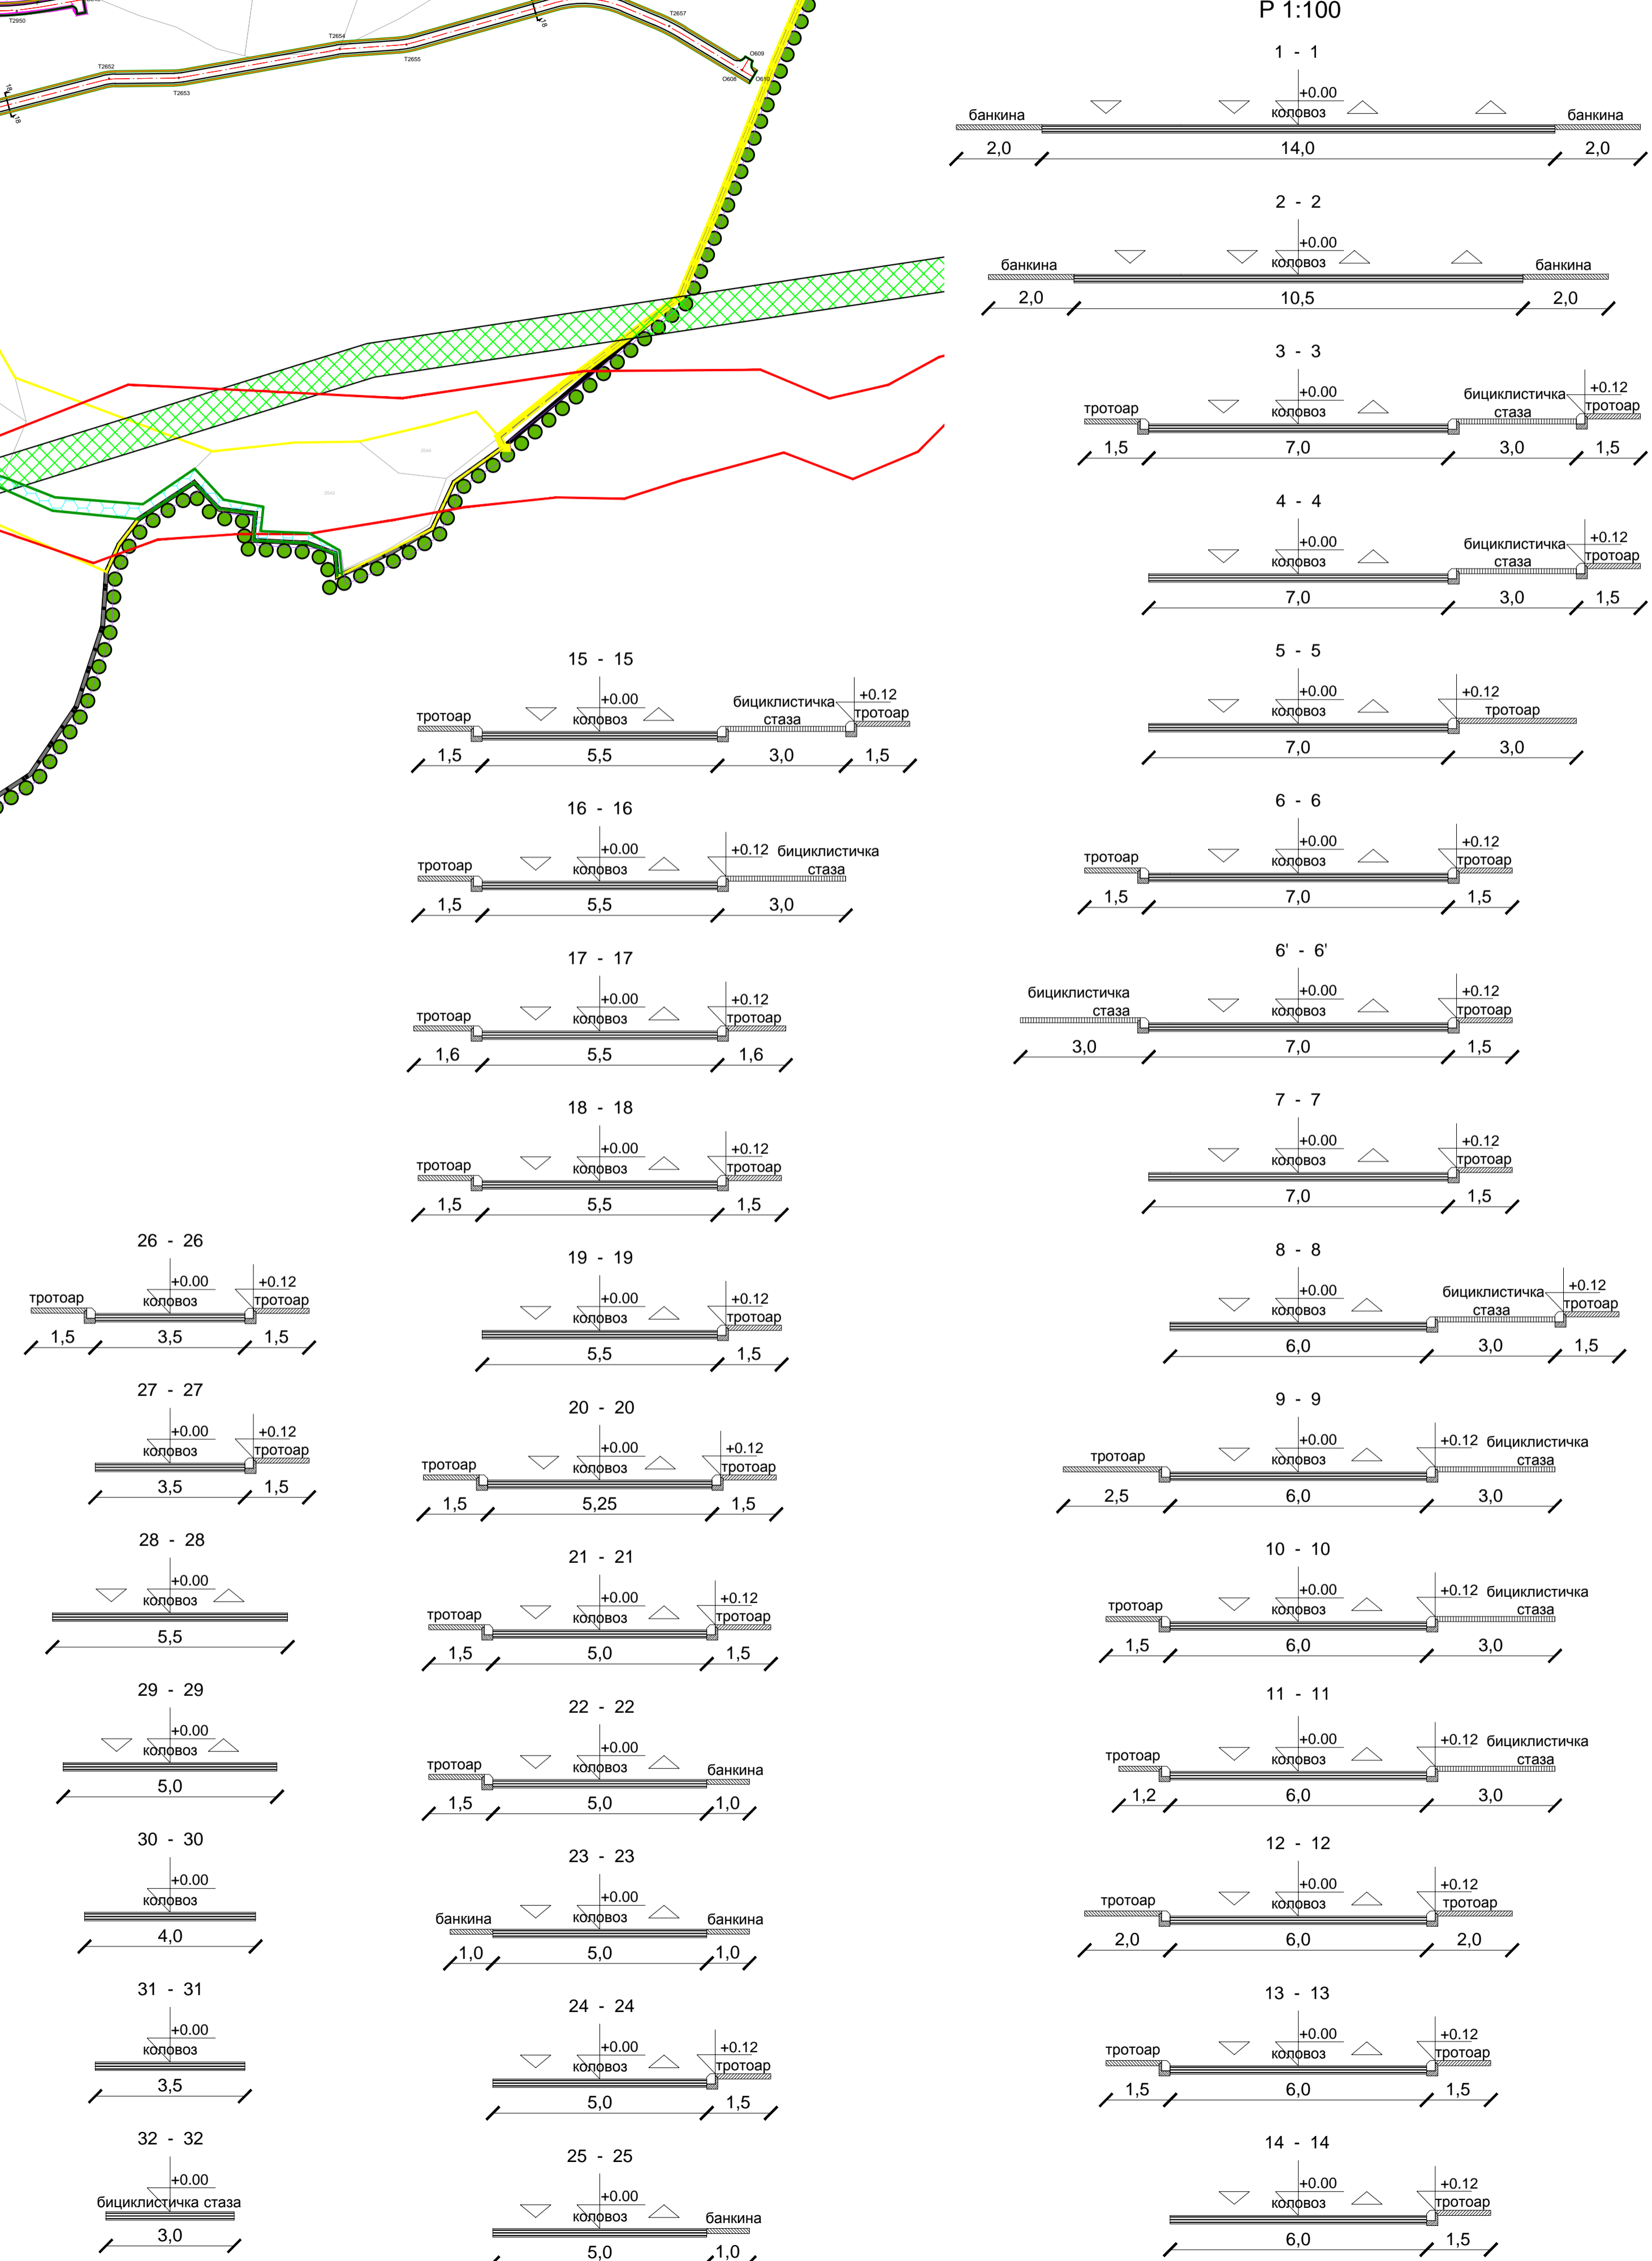 T2950
T2652
T2653
T2654
T2655
T2657
O609
O608
O610
18
18
18
Р 1:100
1 - 1
+0.00
банкина
коловоз
банкина
2,0
14,0
2,0
2 - 2
+0.00
банкина
коловоз
банкина
2,0
10,5
2,0
3 - 3
+0.00
бициклистичка
+0.12
тротоар
коловоз
стаза
тротоар
1,5
7,0
3,0
1,5
4 - 4
+0.00
бициклистичка
+0.12
коловоз
стаза
тротоар
7,0
3,0
1,5
5 - 5
+0.00
+0.12
коловоз
тротоар
7,0
3,0
6 - 6
+0.00
+0.12
тротоар
коловоз
тротоар
1,5
7,0
1,5
6' - 6'
бициклистичка
+0.00
+0.12
стаза
коловоз
тротоар
3,0
7,0
1,5
7 - 7
+0.00
+0.12
коловоз
тротоар
7,0
1,5
8 - 8
+0.00
бициклистичка
+0.12
коловоз
стаза
тротоар
6,0
3,0
1,5
9 - 9
+0.00
+0.12 бициклистичка
тротоар
коловоз
стаза
2,5
6,0
3,0
10 - 10
+0.00
+0.12 бициклистичка
тротоар
коловоз
стаза
1,5
6,0
3,0
11 - 11
+0.00
+0.12 бициклистичка
тротоар
коловоз
стаза
1,2
6,0
3,0
12 - 12
+0.00
+0.12
тротоар
коловоз
тротоар
2,0
6,0
2,0
13 - 13
+0.00
+0.12
тротоар
коловоз
тротоар
1,5
6,0
1,5
14 - 14
+0.00
+0.12
коловоз
тротоар
6,0
1,5
15 - 15
+0.00
бициклистичка
+0.12
тротоар
коловоз
стаза
тротоар
1,5
5,5
3,0
1,5
16 - 16
+0.00
+0.12 бициклистичка
тротоар
коловоз
стаза
1,5
5,5
3,0
17 - 17
+0.00
+0.12
тротоар
коловоз
тротоар
1,6
5,5
1,6
18 - 18
+0.00
+0.12
тротоар
коловоз
тротоар
1,5
5,5
1,5
19 - 19
+0.00
+0.12
коловоз
тротоар
5,5
1,5
20 - 20
+0.00
+0.12
тротоар
коловоз
тротоар
1,5
5,25
1,5
21 - 21
+0.00
+0.12
тротоар
коловоз
тротоар
1,5
5,0
1,5
22 - 22
+0.00
тротоар
коловоз
банкина
1,5
5,0
1,0
23 - 23
+0.00
банкина
коловоз
банкина
1,0
5,0
1,0
24 - 24
+0.00
+0.12
коловоз
тротоар
5,0
1,5
25 - 25
+0.00
коловоз
банкина
5,0
1,0
26 - 26
+0.00
+0.12
тротоар
коловоз
тротоар
1,5
3,5
1,5
27 - 27
+0.00
+0.12
коловоз
тротоар
3,5
1,5
28 - 28
+0.00
коловоз
5,5
29 - 29
+0.00
коловоз
5,0
30 - 30
+0.00
коловоз
4,0
31 - 31
+0.00
коловоз
3,5
32 - 32
+0.00
бициклистичка стаза
3,0